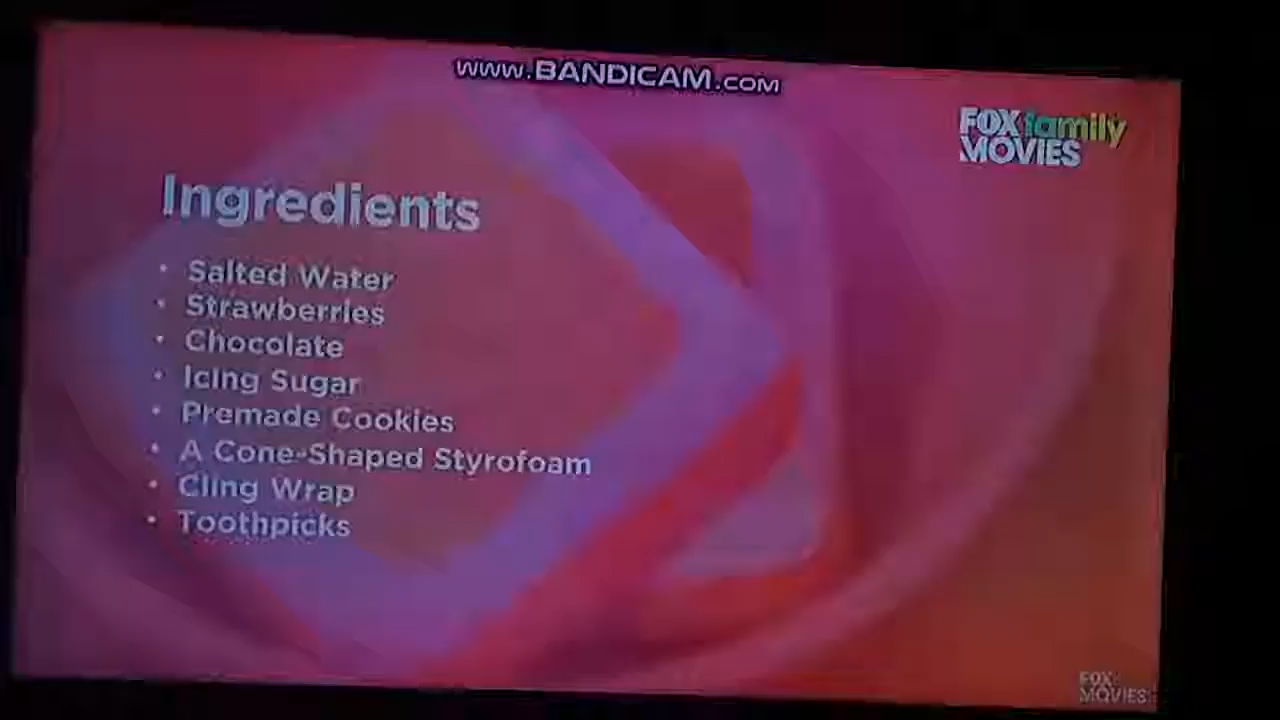 www.BANDICAM.COM
FOX family
MOVIES
Ingredients
• Salted Water
• Strawberries
• Chocolate
• Icing Sugar
• Premade Cookies
• A Cone-Shaped Styrofoam
• Cling Wrap
• Toothpicks
FOX
MOVIES